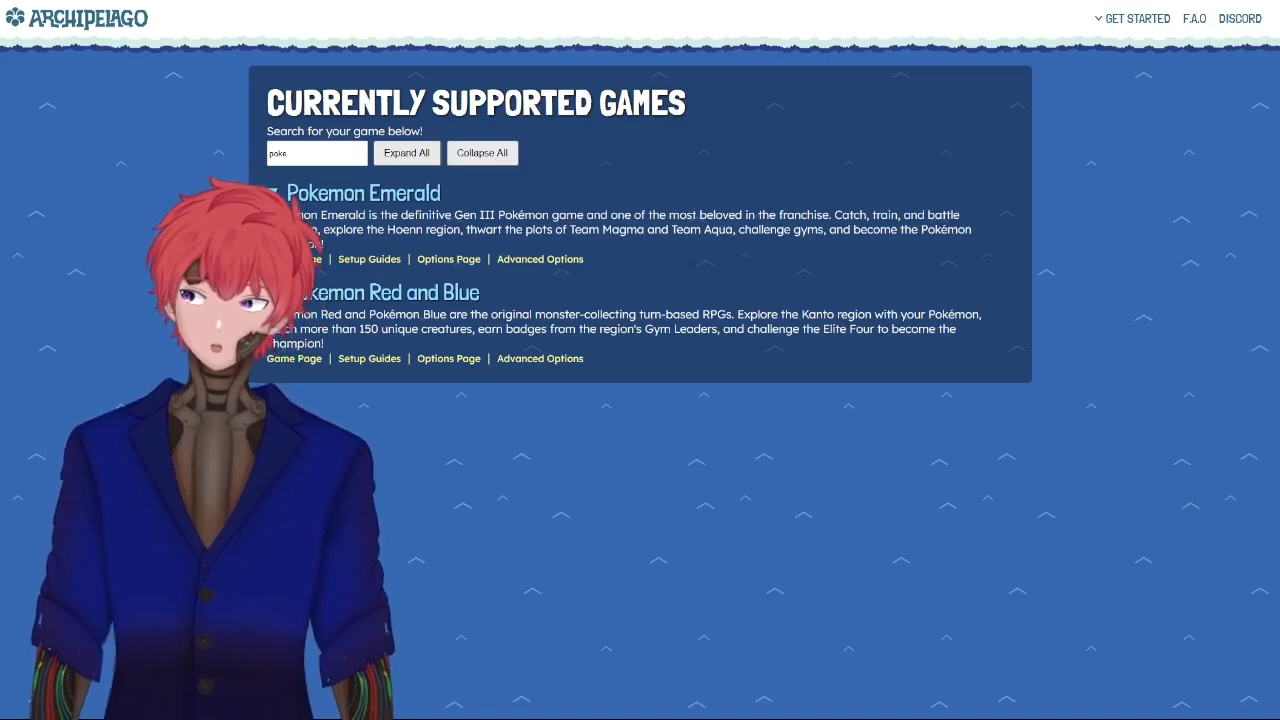 ARCHIPELAGO
GET STARTED F.A.Q DISCORD
CURRENTLY SUPPORTED GAMES
Search for your game below!
poke Expand All Collapse All
Pokemon Emerald
Emerald is the definitive Gen III Pokémon game and one of the most beloved in the franchise. Catch, train, and battle
explore the Hoenn region, thwart the plots of Team Magma and Team Aqua, challenge gyms, and become the Pokémon
| Setup Guides | Options Page | Advanced Options
Red and Blue
Red and Pokémon Blue are the original monster-collecting turn-based RPGs. Explore the Kanto region with your Pokémon,
more than 150 unique creatures, earn badges from the region's Gym Leaders, and challenge the Elite Four to become the
hampion!
Game Page | Setup Guides | Options Page | Advanced Options